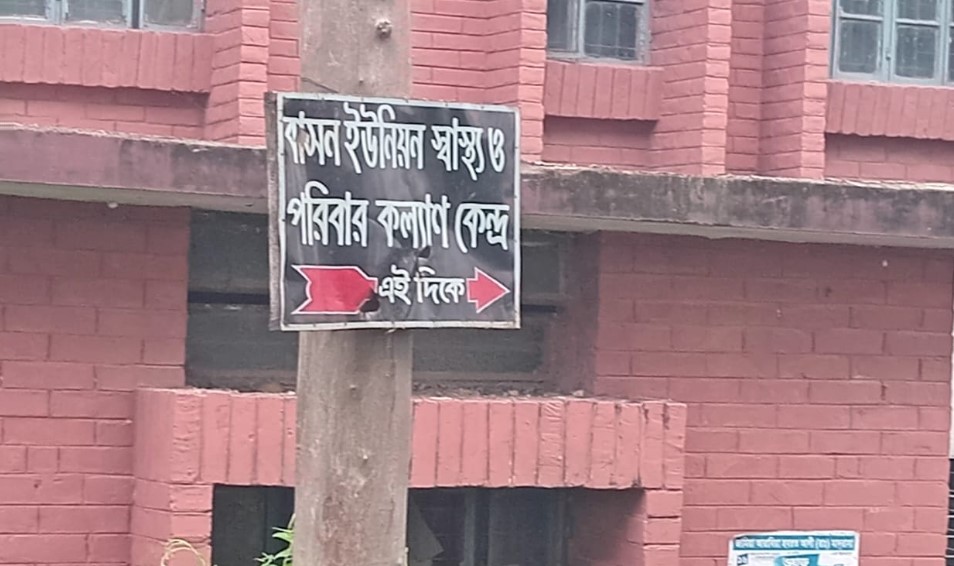 বাসন ইউনিয়ন স্বাস্থ্য ও
পরিবার কল্যাণ কেন্দ্র
এই দিকে